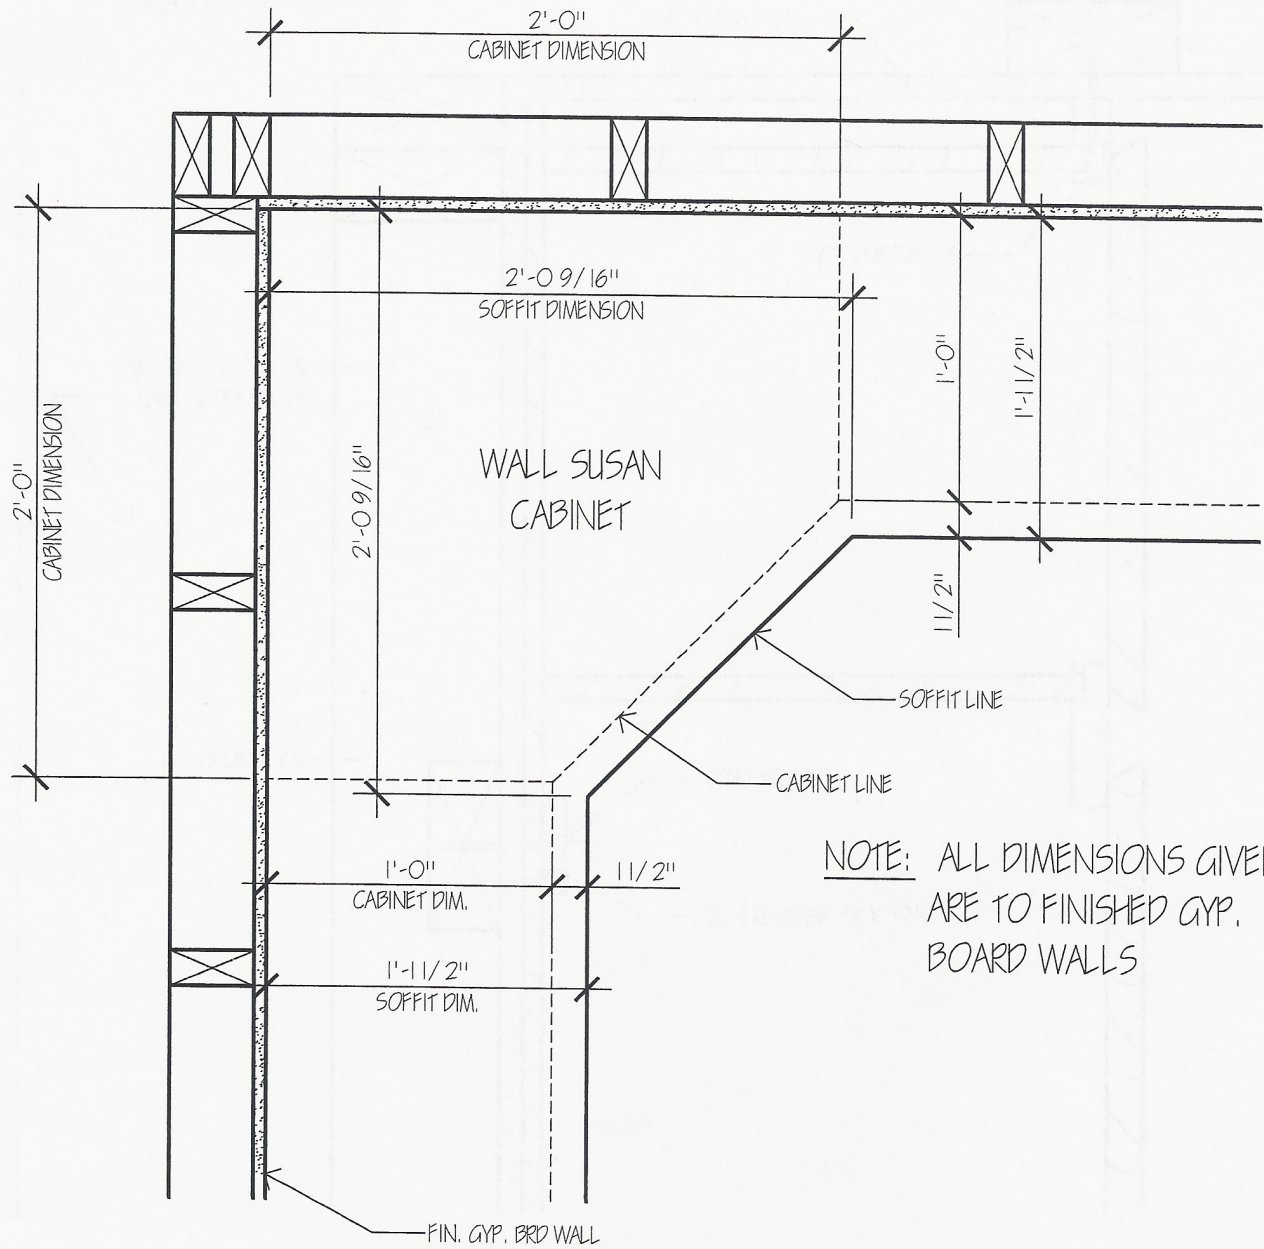 2'-0"
CABINET DIMENSION
2'-0 9/16"
SOFFIT DIMENSION
1'-0"
1'-1 1/2"
2'-0"
CABINET DIMENSION
2'-0 9/16"
WALL SUSAN
CABINET
1 1/2"
SOFFIT LINE
CABINET LINE
NOTE: ALL DIMENSIONS GIVEN
ARE TO FINISHED GYP.
BOARD WALLS
1'-0"
CABINET DIM.
1 1/2"
1'-1 1/2"
SOFFIT DIM.
FIN. GYP. BRD WALL